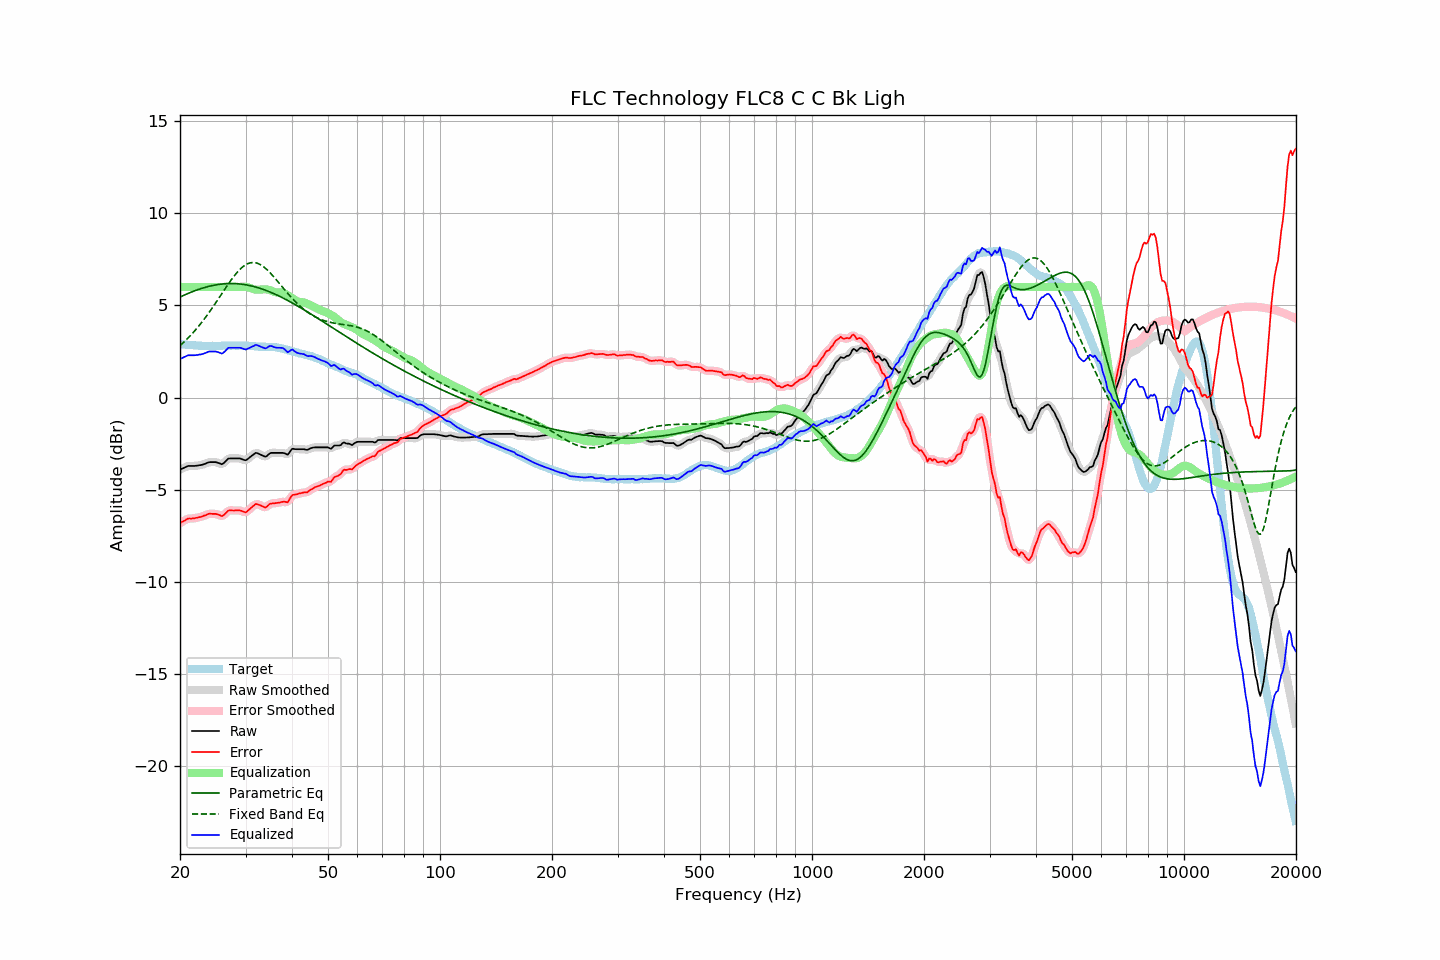 FLC Technology FLC8 C C Bk Ligh
15
10
5
0
−5
−10
−15
−20
Amplitude (dBr)
Target
Raw Smoothed
Error Smoothed
Raw
Error
Equalization
Parametric Eq
Fixed Band Eq
Equalized
20 50 100 200 500 1000 2000 5000 10000 20000
Frequency (Hz)